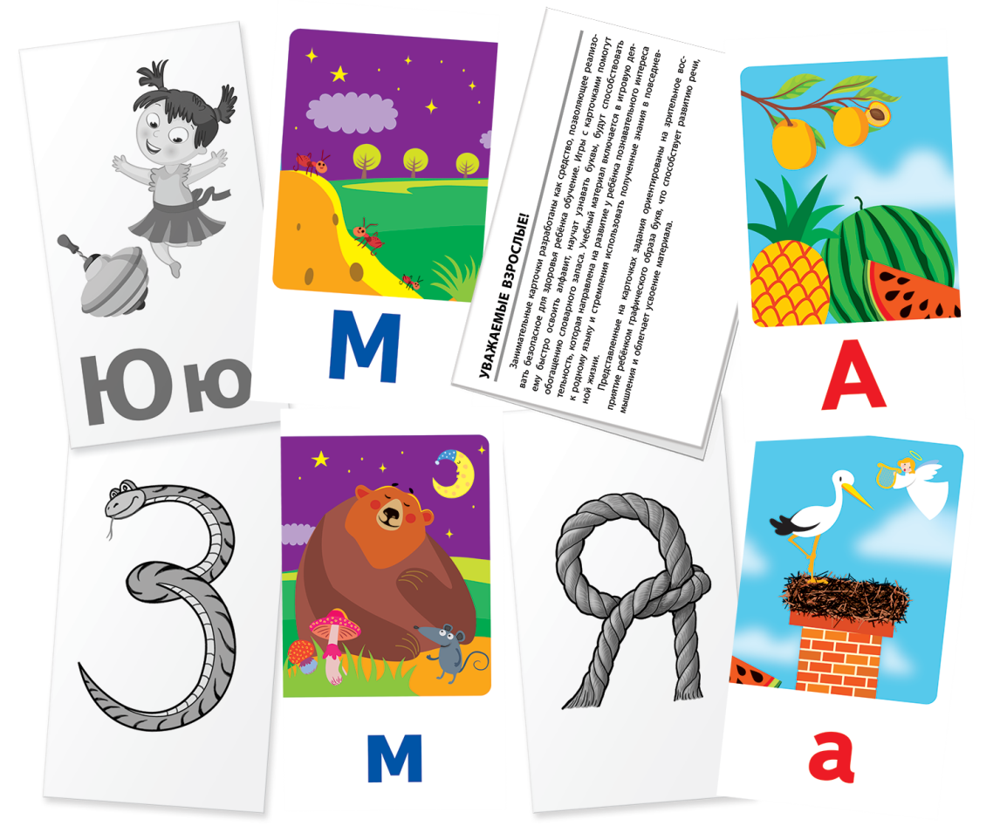 Ю ю
М
УВАЖАЕМЫЕ ВЗРОСЛЫЕ!
Занимательные карточки разработаны как средство, позволяющее реализо-
вать безопасное для здоровья ребёнка обучение. Игры с карточками помогут
ему быстро освоить алфавит, научат узнавать буквы, будут способствовать
обогащению словарного запаса. Учебный материал включается в игровую дея-
тельность, которая направлена на развитие у ребёнка познавательного интереса
к родному языку и стремления использовать полученные знания в повседнев-
ной жизни.
Представленные на карточках задания ориентированы на зрительное вос-
приятие ребёнком графического образа букв, что способствует развитию речи,
мышления и облегчает усвоение материала.
А
З
м
Я
а